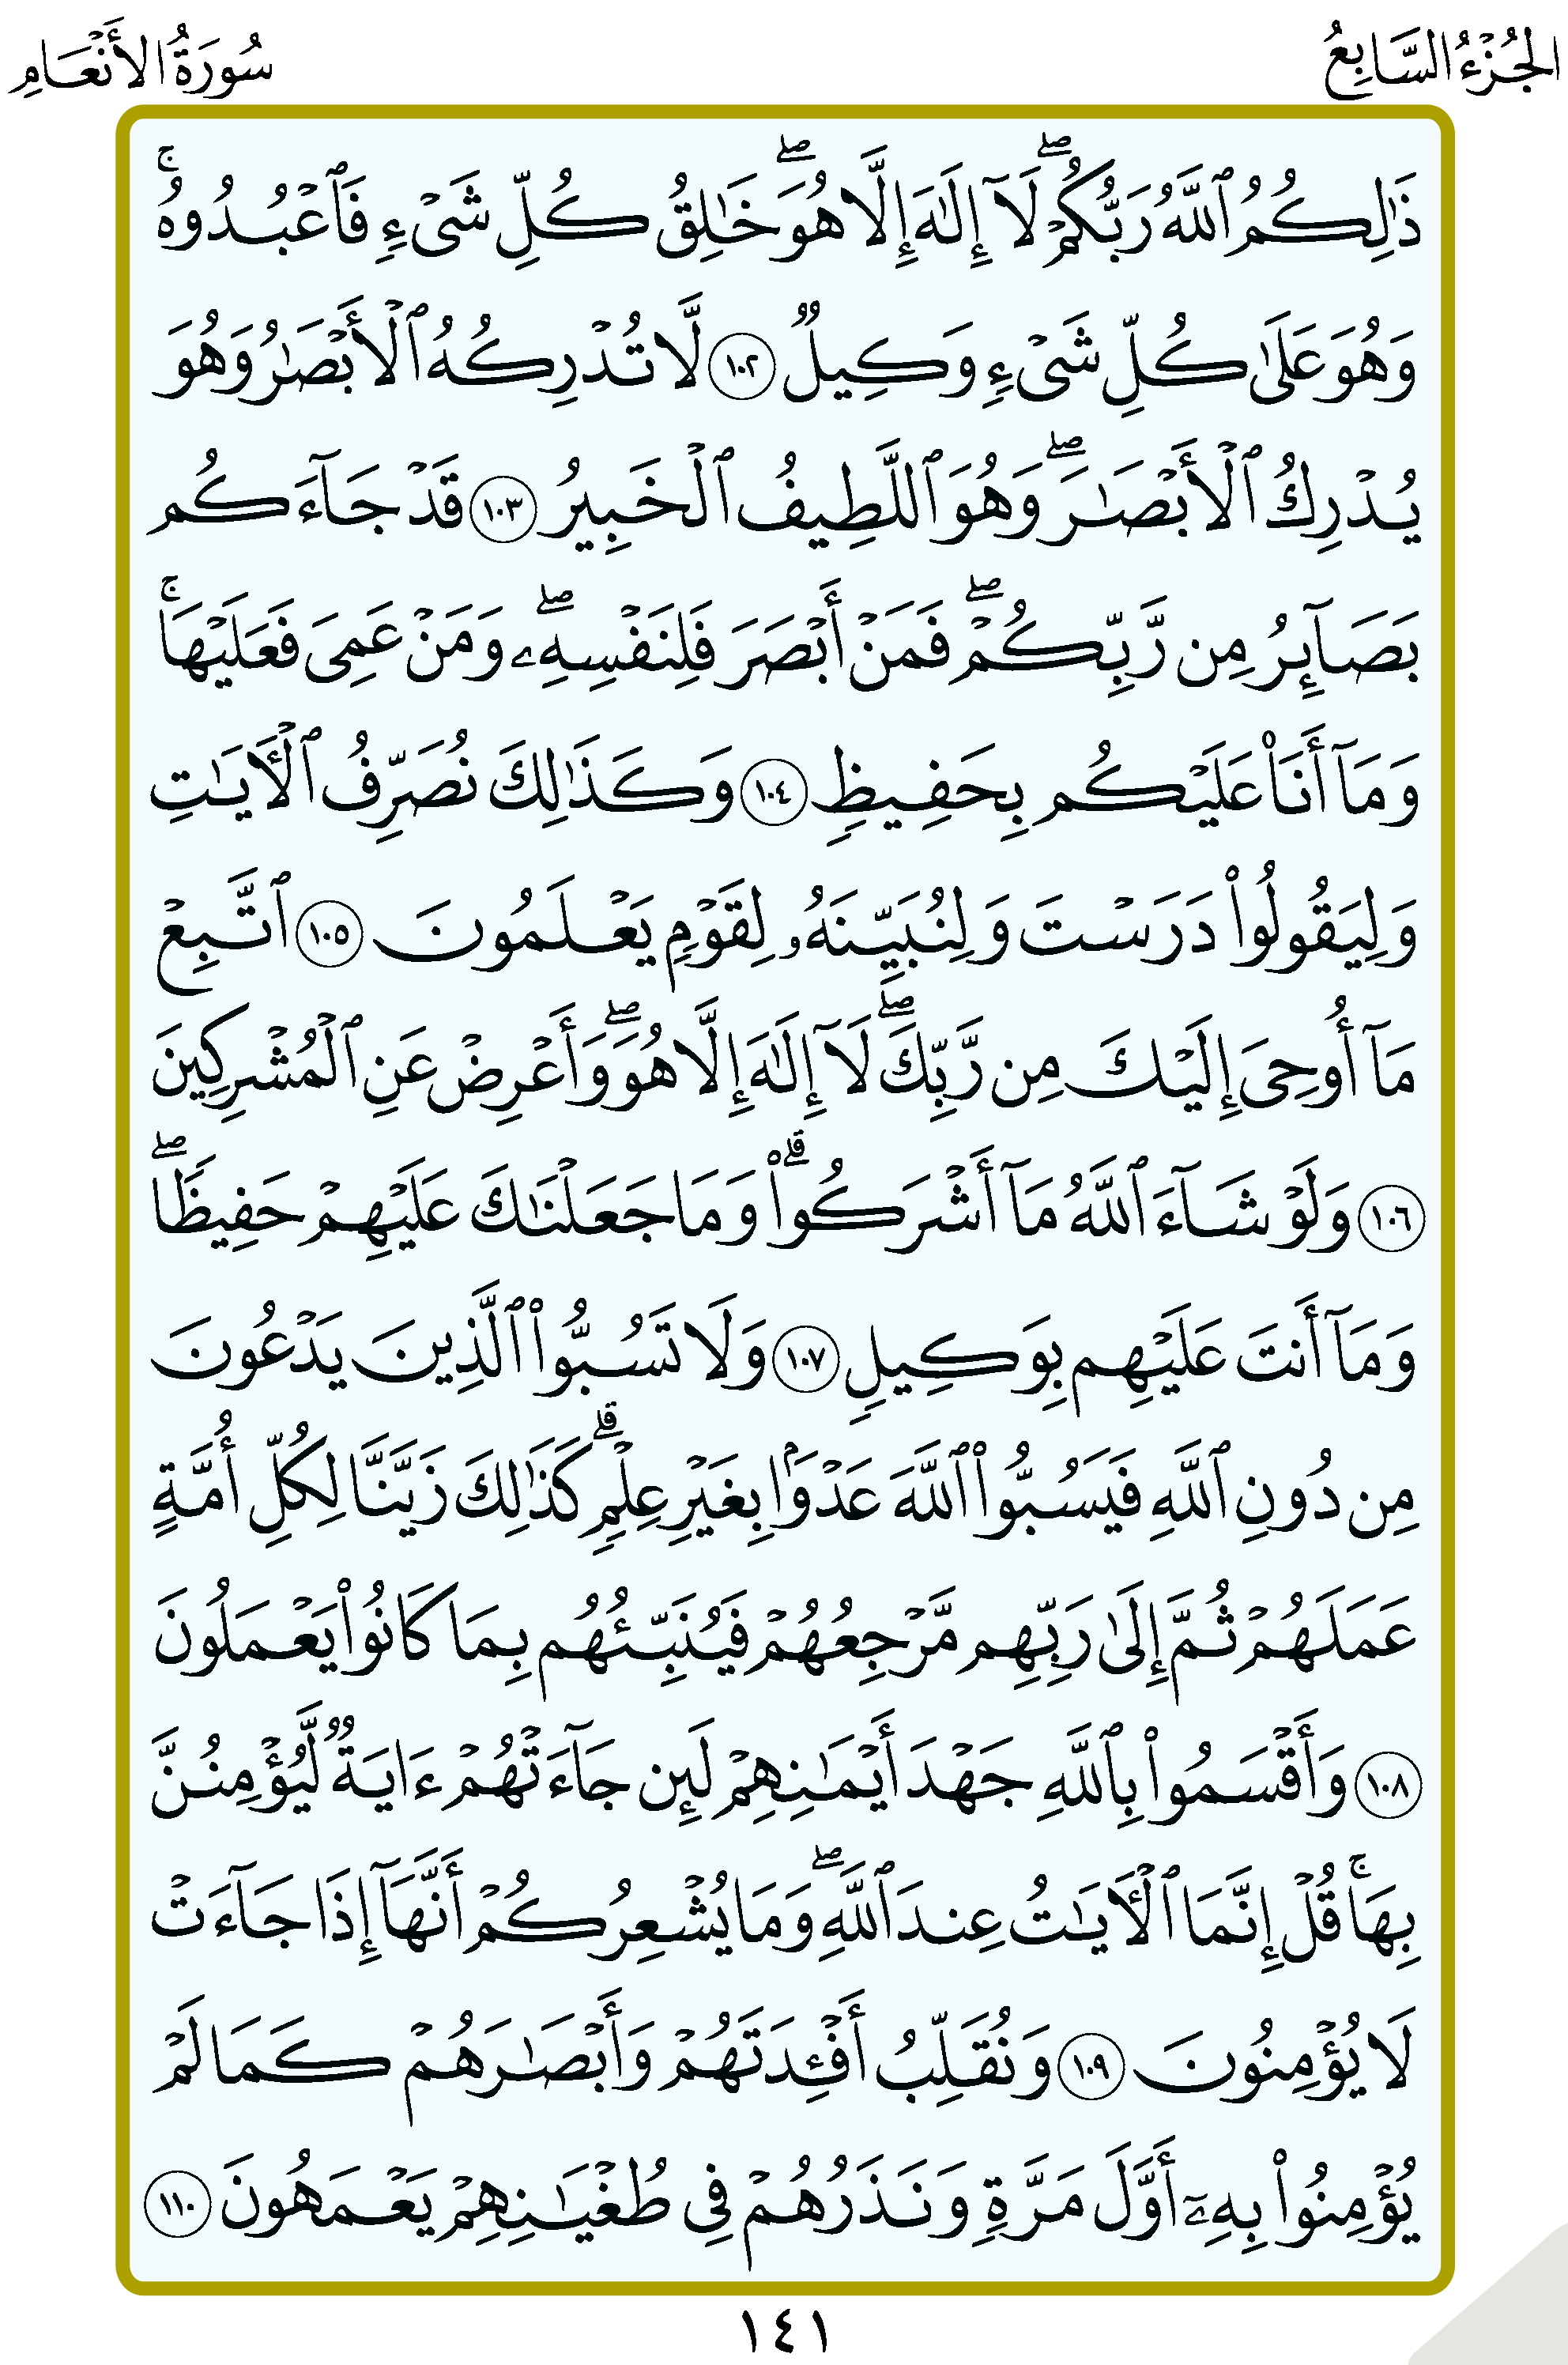 الجُزْءُ السَّابِعُ
سُورَةُ الأَنْعَامِ
ذَٰلِكُمُ ٱللَّهُ رَبُّكُمۡۖ لَآ إِلَٰهَ إِلَّا هُوَۖ خَٰلِقُ كُلِّ شَيۡءٖ فَٱعۡبُدُوهُۚ
وَهُوَ عَلَىٰ كُلِّ شَيۡءٖ وَكِيلٞ ١٠٢ لَّا تُدۡرِكُهُ ٱلۡأَبۡصَٰرُ وَهُوَ
يُدۡرِكُ ٱلۡأَبۡصَٰرَۖ وَهُوَ ٱللَّطِيفُ ٱلۡخَبِيرُ ١٠٣ قَدۡ جَآءَكُم
بَصَآئِرُ مِن رَّبِّكُمۡۖ فَمَنۡ أَبۡصَرَ فَلِنَفۡسِهِۦۖ وَمَنۡ عَمِيَ فَعَلَيۡهَاۚ
وَمَآ أَنَا۠ عَلَيۡكُم بِحَفِيظٖ ١٠٤ وَكَذَٰلِكَ نُصَرِّفُ ٱلۡأٓيَٰتِ
وَلِيَقُولُواْ دَرَسۡتَ وَلِنُبَيِّنَهُۥ لِقَوۡمٖ يَعۡلَمُونَ ١٠٥ ٱتَّبِعۡ
مَآ أُوحِيَ إِلَيۡكَ مِن رَّبِّكَۖ لَآ إِلَٰهَ إِلَّا هُوَۖ وَأَعۡرِضۡ عَنِ ٱلۡمُشۡرِكِينَ
١٠٦ وَلَوۡ شَآءَ ٱللَّهُ مَآ أَشۡرَكُواْۗ وَمَا جَعَلۡنَٰكَ عَلَيۡهِمۡ حَفِيظٗاۖ
وَمَآ أَنتَ عَلَيۡهِم بِوَكِيلٖ ١٠٧ وَلَا تَسُبُّواْ ٱلَّذِينَ يَدۡعُونَ
مِن دُونِ ٱللَّهِ فَيَسُبُّواْ ٱللَّهَ عَدۡوَۢا بِغَيۡرِ عِلۡمٖۗ كَذَٰلِكَ زَيَّنَّا لِكُلِّ أُمَّةٍ
عَمَلَهُمۡ ثُمَّ إِلَىٰ رَبِّهِم مَّرۡجِعُهُمۡ فَيُنَبِّئُهُم بِمَا كَانُواْ يَعۡمَلُونَ
١٠٨ وَأَقۡسَمُواْ بِٱللَّهِ جَهۡدَ أَيۡمَٰنِهِمۡ لَئِن جَآءَتۡهُمۡ ءَايَةٞ لَّيُؤۡمِنُنَّ
بِهَاۚ قُلۡ إِنَّمَا ٱلۡأٓيَٰتُ عِندَ ٱللَّهِۖ وَمَا يُشۡعِرُكُمۡ أَنَّهَآ إِذَا جَآءَتۡ
لَا يُؤۡمِنُونَ ١٠٩ وَنُقَلِّبُ أَفۡـِٔدَتَهُمۡ وَأَبۡصَٰرَهُمۡ كَمَا لَمۡ
يُؤۡمِنُواْ بِهِۦٓ أَوَّلَ مَرَّةٖ وَنَذَرُهُمۡ فِي طُغۡيَٰنِهِمۡ يَعۡمَهُونَ ١١٠
١٤١